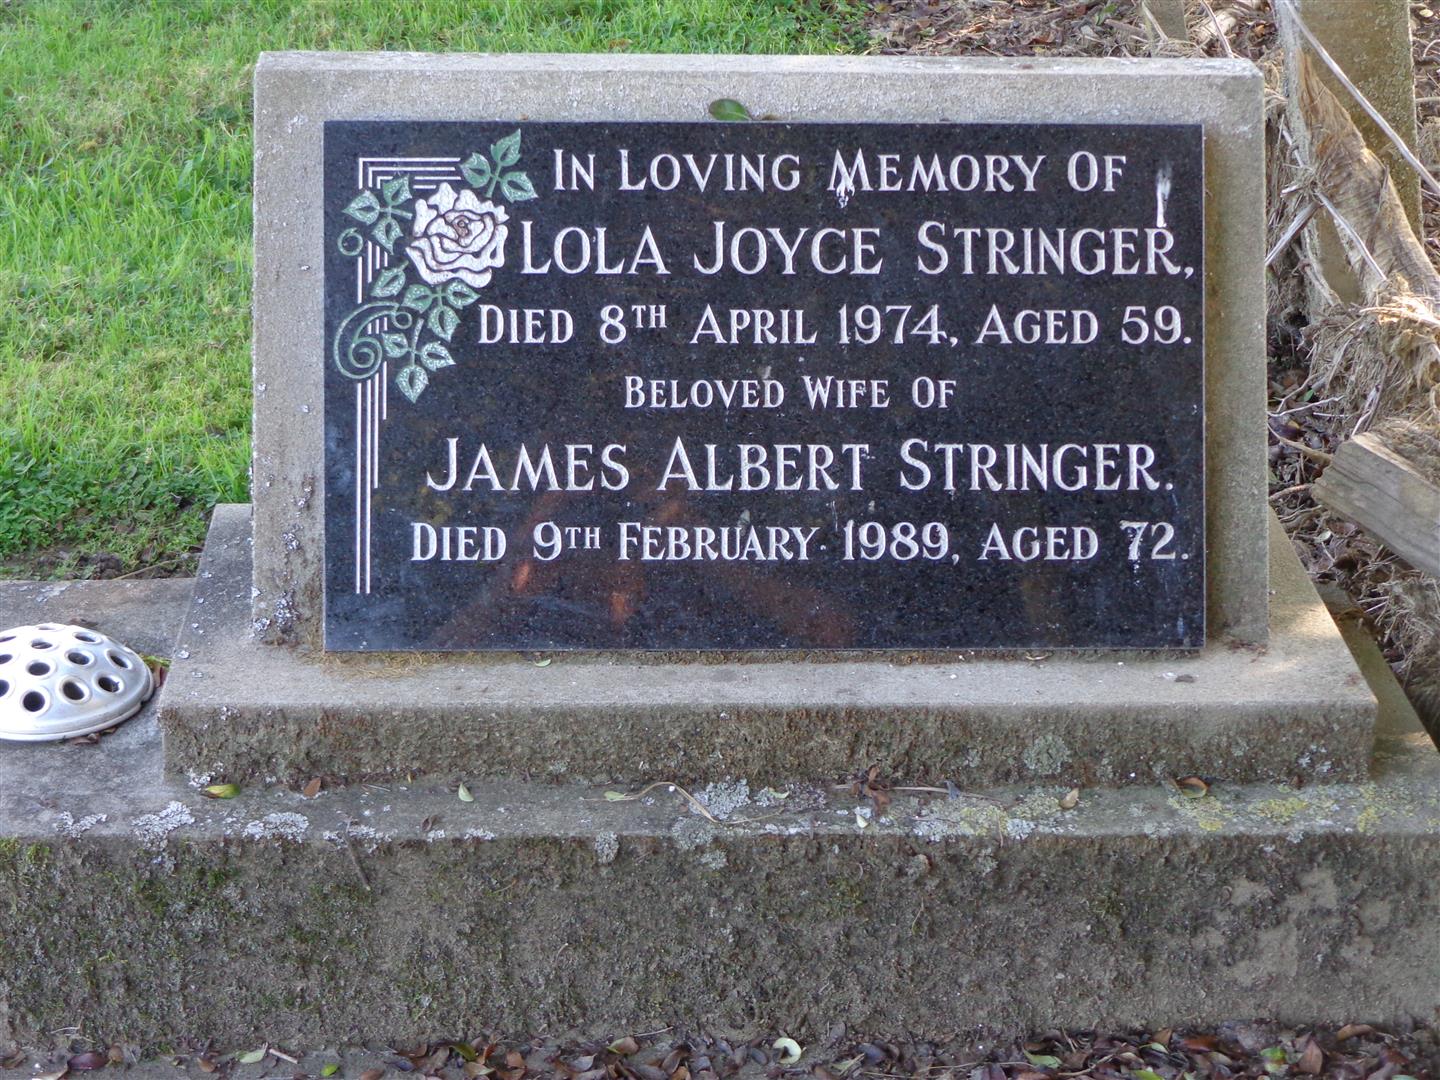 IN LOVING MEMORY OF
LOLA JOYCE STRINGER,
DIED 8TH APRIL 1974, AGED 59.
BELOVED WIFE OF
JAMES ALBERT STRINGER.
DIED 9TH FEBRUARY 1989, AGED 72.